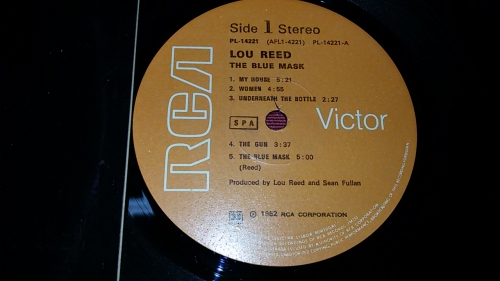 Side 1 Stereo
PL-14221 (AFL1-4221) PL-14221-A
LOU REED
THE BLUE MASK
1. MY HOUSE 5:21
2. WOMEN 4:55
3. UNDERNEATH THE BOTTLE 2:27
RCA
SPA
Victor
4. THE GUN 3:37
5. THE BLUE MASK 5:00
(Reed)
Produced by Lou Reed and Sean Fullan
℗ 1982 RCA CORPORATION